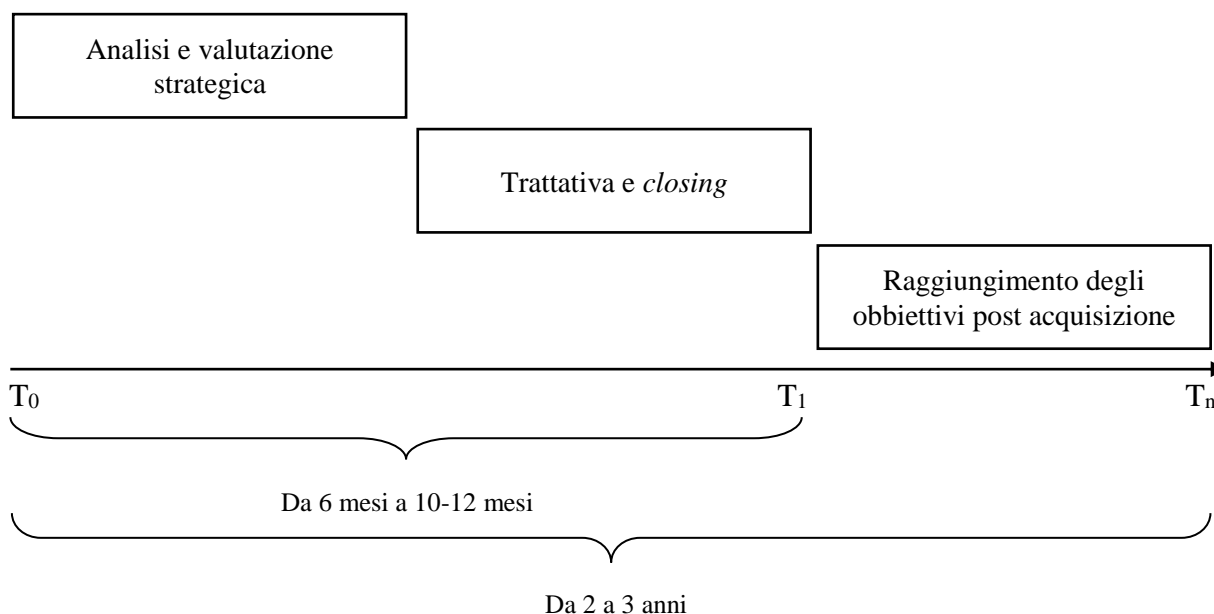 Analisi e valutazione
strategica
Trattativa e closing
Raggiungimento degli
obbiettivi post acquisizione
T0 T1 Tn
Da 6 mesi a 10-12 mesi
Da 2 a 3 anni